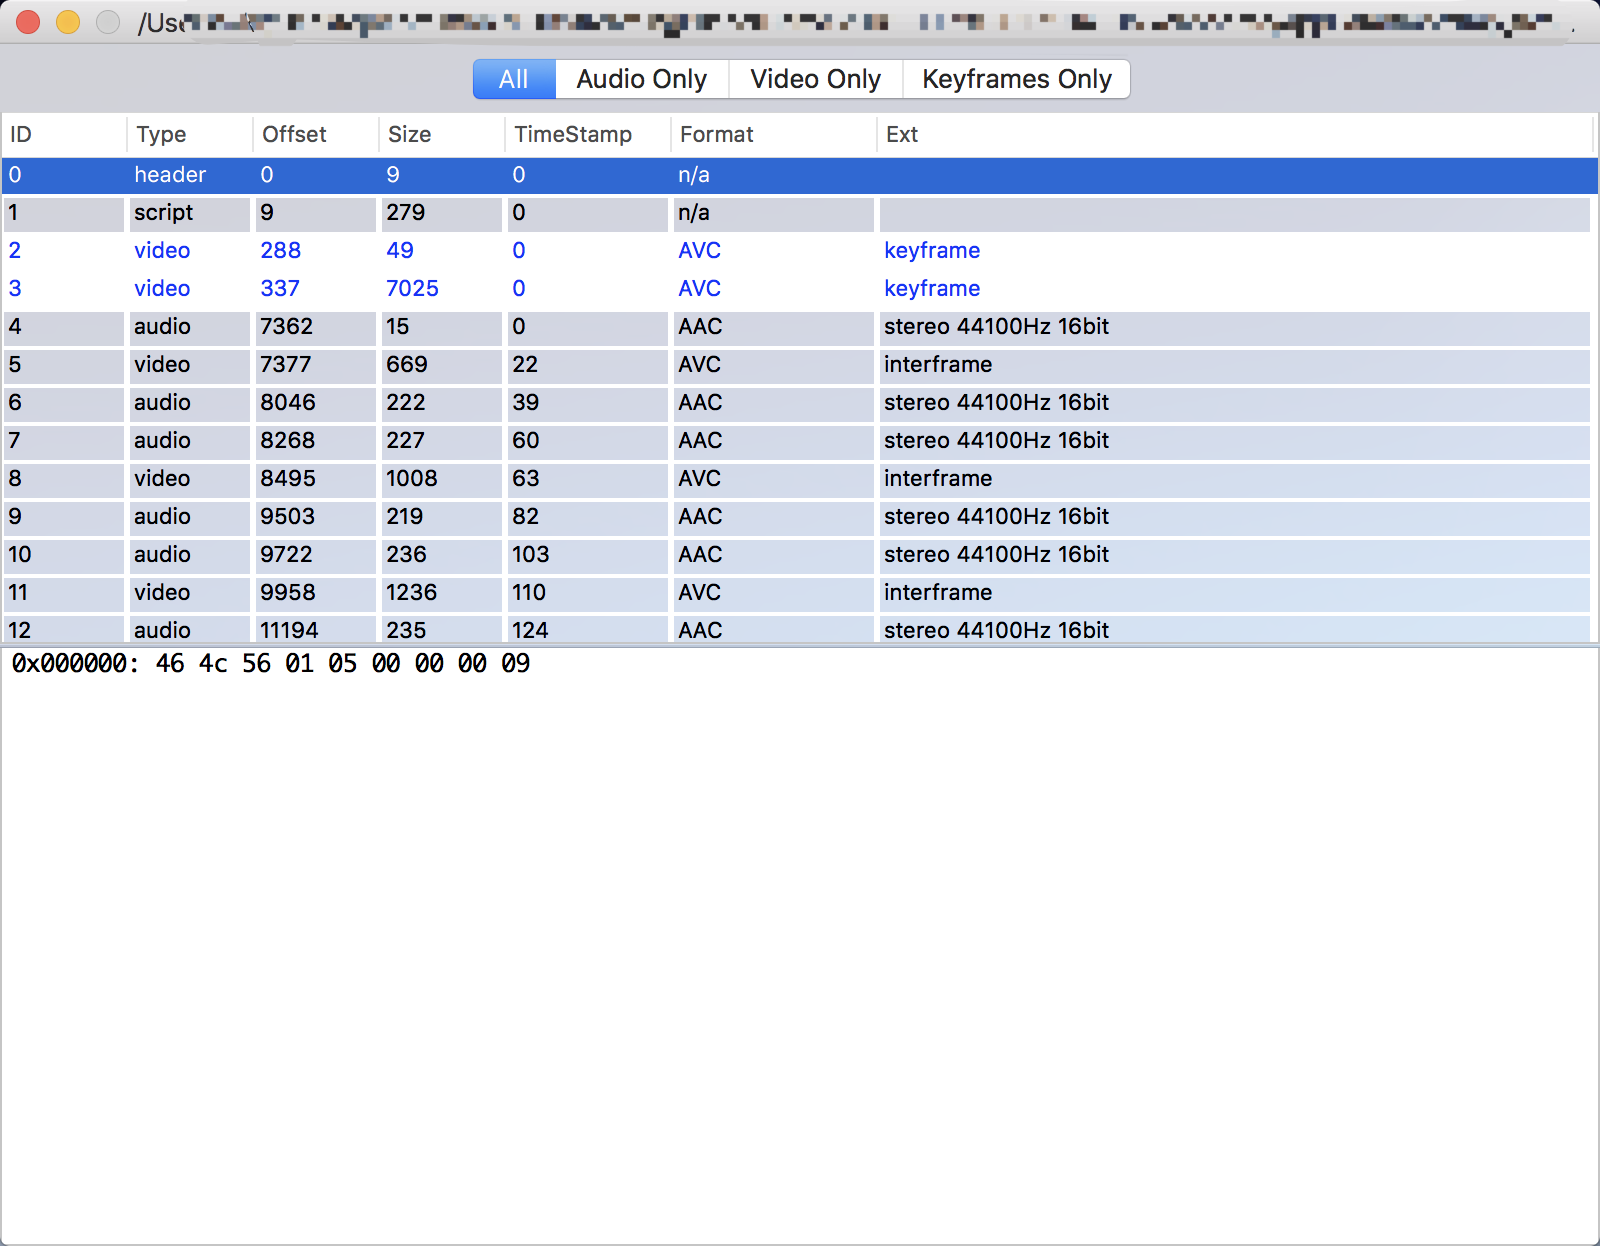 /Use
All Audio Only Video Only Keyframes Only
ID Type Offset Size TimeStamp Format Ext
0 header 0 9 0 n/a
1 script 9 279 0 n/a
2 video 288 49 0 AVC keyframe
3 video 337 7025 0 AVC keyframe
4 audio 7362 15 0 AAC stereo 44100Hz 16bit
5 video 7377 669 22 AVC interframe
6 audio 8046 222 39 AAC stereo 44100Hz 16bit
7 audio 8268 227 60 AAC stereo 44100Hz 16bit
8 video 8495 1008 63 AVC interframe
9 audio 9503 219 82 AAC stereo 44100Hz 16bit
10 audio 9722 236 103 AAC stereo 44100Hz 16bit
11 video 9958 1236 110 AVC interframe
12 audio 11194 235 124 AAC stereo 44100Hz 16bit
0x000000: 46 4c 56 01 05 00 00 00 09